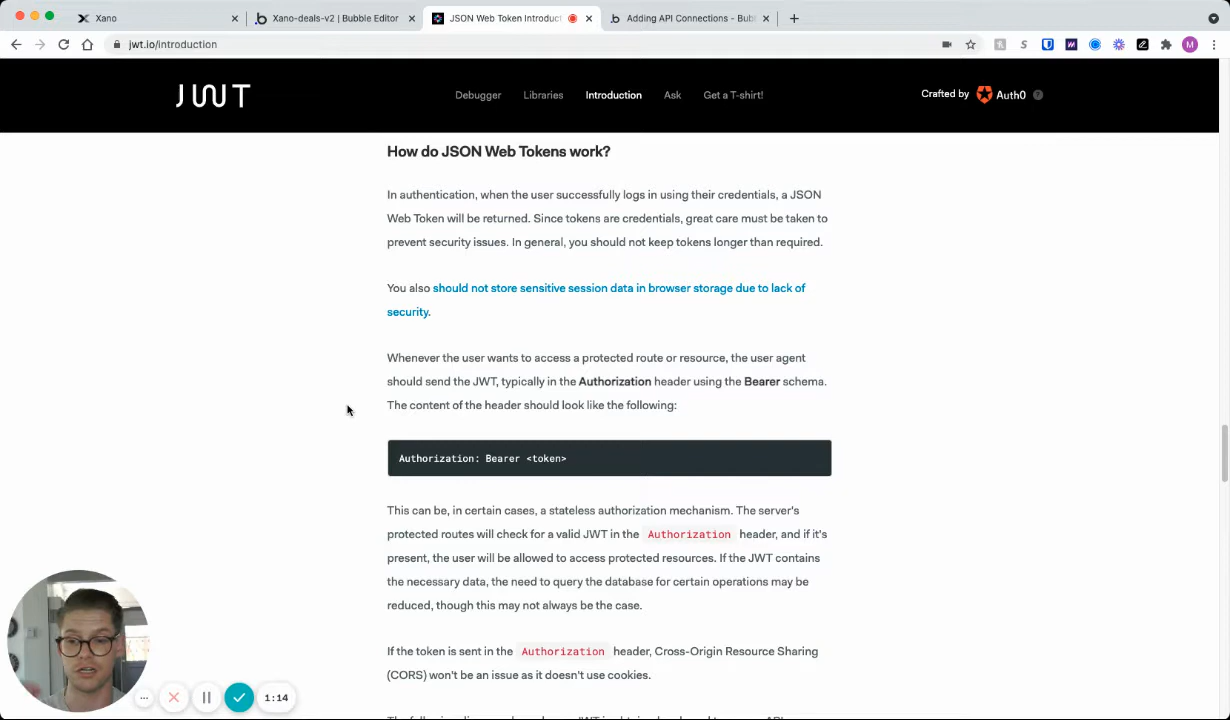 Xano
Xano-deals-v2 | Bubble Editor
JSON Web Token Introduct
Adding API Connections - Bub
jwt.io/introduction
M
JWT
Debugger
Libraries
Introduction
Ask
Get a T-shirt!
Crafted by
Auth0
?
How do JSON Web Tokens work?
In authentication, when the user successfully logs in using their credentials, a JSON
Web Token will be returned. Since tokens are credentials, great care must be taken to
prevent security issues. In general, you should not keep tokens longer than required.
You also should not store sensitive session data in browser storage due to lack of
security.
Whenever the user wants to access a protected route or resource, the user agent
should send the JWT, typically in the Authorization header using the Bearer schema.
The content of the header should look like the following:
Authorization: Bearer <token>
This can be, in certain cases, a stateless authorization mechanism. The server's
protected routes will check for a valid JWT in the Authorization header, and if it's
present, the user will be allowed to access protected resources. If the JWT contains
the necessary data, the need to query the database for certain operations may be
reduced, though this may not always be the case.
If the token is sent in the Authorization header, Cross-Origin Resource Sharing
(CORS) won't be an issue as it doesn't use cookies.
1:14